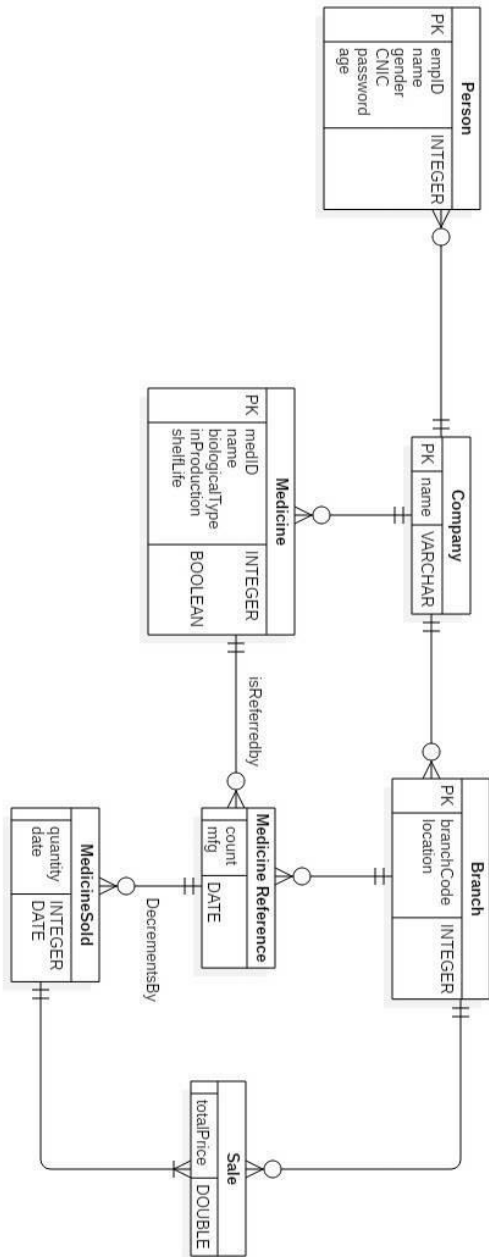 Person
PK
empID
name
gender
CNIC
password
age
INTEGER
Company
PK
name
VARCHAR
Branch
PK
branchCode
location
INTEGER
Medicine
PK
medID
name
biologicalType
inProduction
shelfLife
INTEGER
BOOLEAN
isReferredby
Medicine Reference
count
mfg
DATE
DecrementsBy
MedicineSold
quantity
date
INTEGER
DATE
Sale
totalPrice
DOUBLE